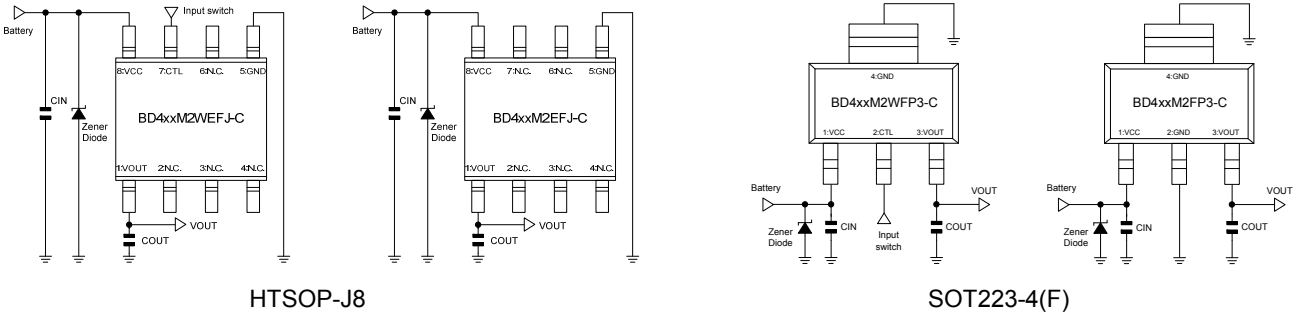 Battery
Input switch
8:VCC 7:CTL 6:N.C. 5:GND
CIN
Zener
Diode
BD4xxM2WEFJ-C
1:VOUT 2:N.C. 3:N.C. 4:N.C.
VOUT
COUT
Battery
8:VCC 7:N.C. 6:N.C. 5:GND
CIN
Zener
Diode
BD4xxM2EFJ-C
1:VOUT 2:N.C. 3:N.C. 4:N.C.
VOUT
COUT
HTSOP-J8
4:GND
BD4xxM2WFP3-C
1:VCC 2:CTL 3:VOUT
Battery
VOUT
Zener
Diode
CIN
Input
switch
COUT
4:GND
BD4xxM2FP3-C
1:VCC 2:GND 3:VOUT
Battery
VOUT
Zener
Diode
CIN
COUT
SOT223-4(F)